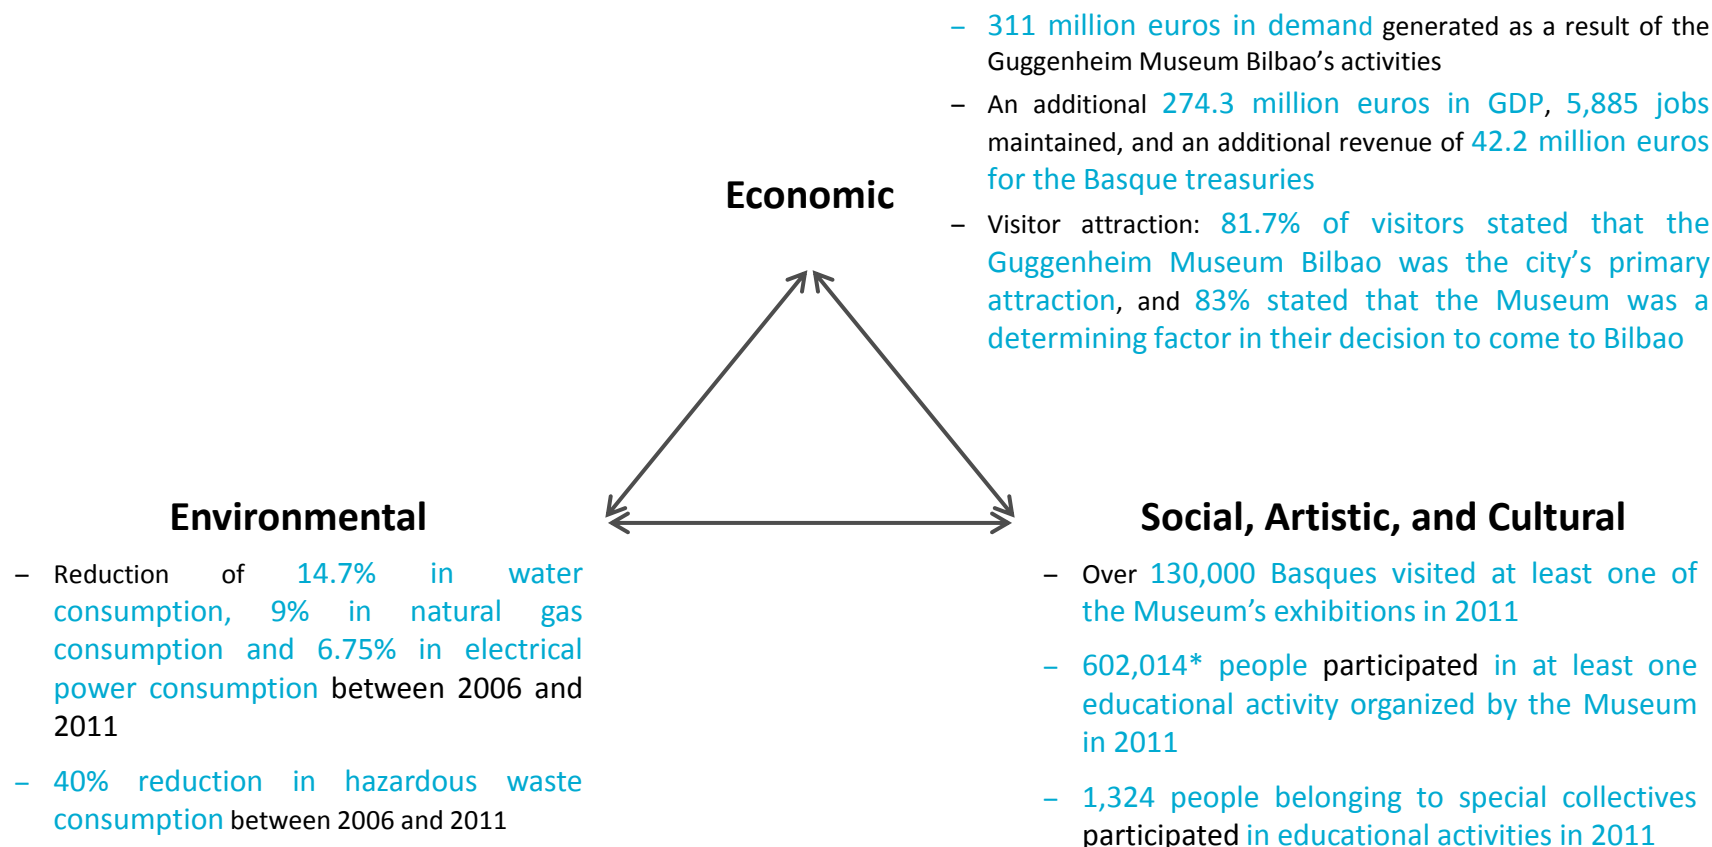 – 311 million euros in demand generated as a result of the
Guggenheim Museum Bilbao’s activities
– An additional 274.3 million euros in GDP, 5,885 jobs
maintained, and an additional revenue of 42.2 million euros
for the Basque treasuries
– Visitor attraction: 81.7% of visitors stated that the
Guggenheim Museum Bilbao was the city’s primary
attraction, and 83% stated that the Museum was a
determining factor in their decision to come to Bilbao
Economic
Environmental
– Reduction of 14.7% in water
consumption, 9% in natural gas
consumption and 6.75% in electrical
power consumption between 2006 and
2011
– 40% reduction in hazardous waste
consumption between 2006 and 2011
Social, Artistic, and Cultural
– Over 130,000 Basques visited at least one of
the Museum’s exhibitions in 2011
– 602,014* people participated in at least one
educational activity organized by the Museum
in 2011
– 1,324 people belonging to special collectives
participated in educational activities in 2011